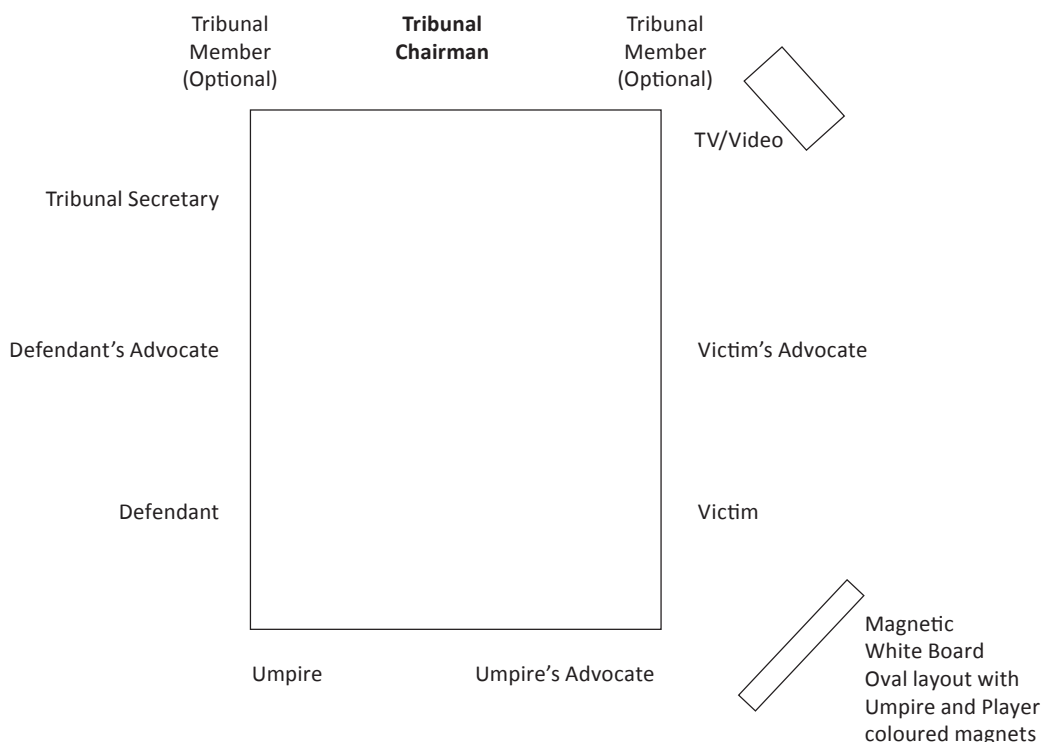 Tribunal
Member
(Optional)
Tribunal
Chairman
Tribunal
Member
(Optional)
TV/Video
Tribunal Secretary
Defendant’s Advocate
Victim’s Advocate
Defendant
Victim
Umpire
Umpire’s Advocate
Magnetic
White Board
Oval layout with
Umpire and Player
coloured magnets